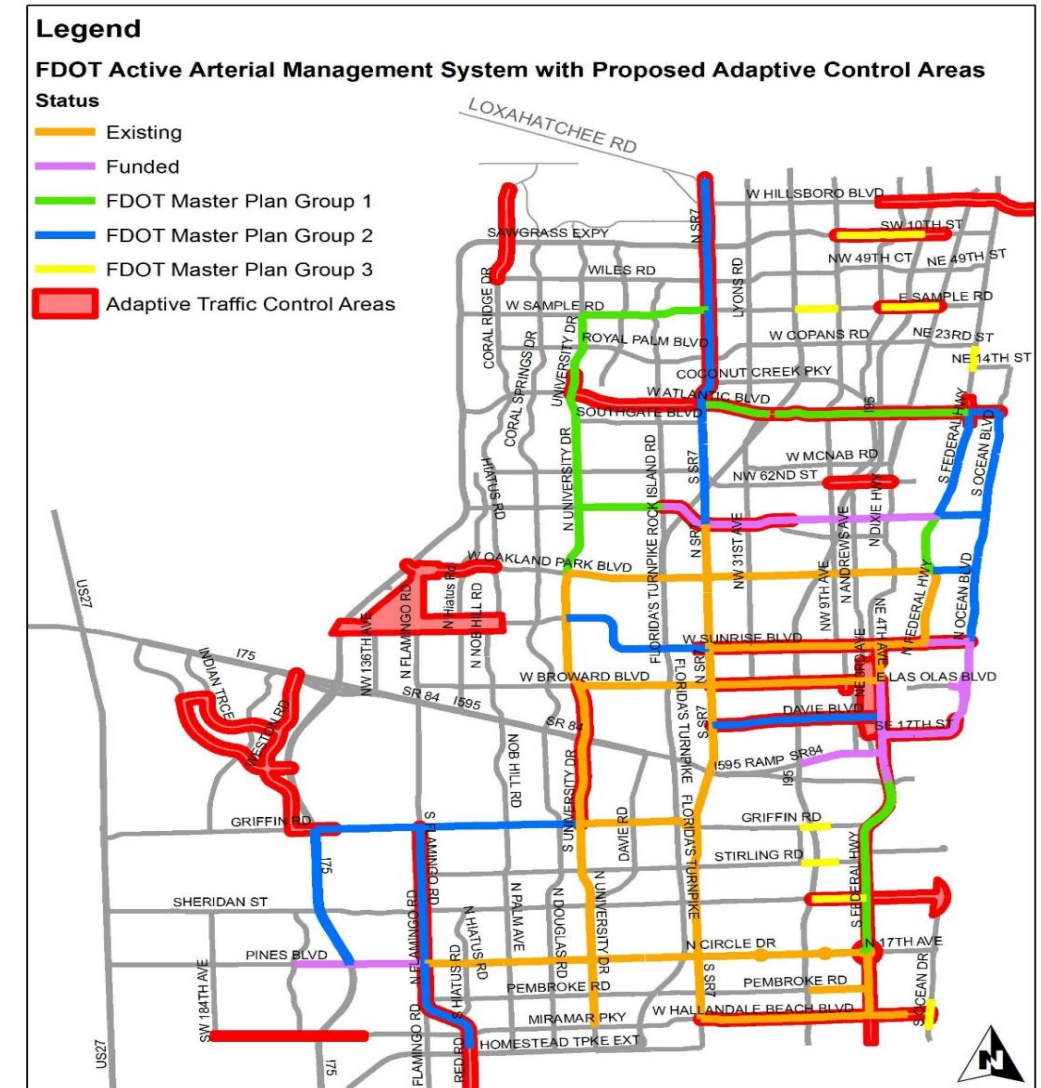 Legend
FDOT Active Arterial Management System with Proposed Adaptive Control Areas
Status
Existing
Funded
FDOT Master Plan Group 1
FDOT Master Plan Group 2
FDOT Master Plan Group 3
Adaptive Traffic Control Areas
LOXAHATCHEE RD
W HILLSBORO BLVD
N SR7
SW 10TH ST
SAWGRASS EXPY
NW 49TH CT
NE 49TH ST
WILES RD
LYONS RD
CORAL RIDGE DR
W SAMPLE RD
E SAMPLE RD
UNIVERSITY DR
ROYAL PALM BLVD
W COPANS RD
NE 23RD ST
CORAL SPRINGS DR
NE 14TH ST
COCONUT CREEK PKY
W ATLANTIC BLVD
I95
SOUTHGATE BLVD
S FEDERAL HWY
S OCEAN BLVD
HIATUS RD
N UNIVERSITY DR
FLORIDA'S TURNPIKE ROCK ISLAND RD
S SR7
W MCNAB RD
NW 62ND ST
N DIXIE HWY
N SR7
NW 31ST AVE
N ANDREWS AVE
NW 9TH AVE
W OAKLAND PARK BLVD
N FEDERAL HWY
N OCEAN BLVD
US27
NW 136TH AVE
N FLAMINGO RD
N Hiatus Rd
N NOB HILL RD
W SUNRISE BLVD
N SR7
NE 3RD AVE
NE 4TH AVE
I75
INDIAN TRCE
WESTON RD
W BROWARD BLVD
E LAS OLAS BLVD
SR 84
I595
SR 84
S SR7
FLORIDA'S TURNPIKE
DAVIE BLVD
SE 17TH ST
NOB HILL RD
I595 RAMP
SR84
I95
S UNIVERSITY DR
DAVIE RD
FLORIDA'S TURNPIKE
GRIFFIN RD
GRIFFIN RD
S FLAMINGO RD
STIRLING RD
S FEDERAL HWY
I75
SHERIDAN ST
N FLAMINGO RD
N HIATUS RD
N PALM AVE
N DOUGLAS RD
N UNIVERSITY DR
N CIRCLE DR
N 17TH AVE
PINES BLVD
SW 184TH AVE
S HIATUS RD
PEMBROKE RD
PEMBROKE RD
S SR7
S OCEAN DR
W HALLANDALE BEACH BLVD
MIRAMAR PKY
HOMESTEAD TPKE EXT
US27
I75
FLAMINGO RD
RED RD
N